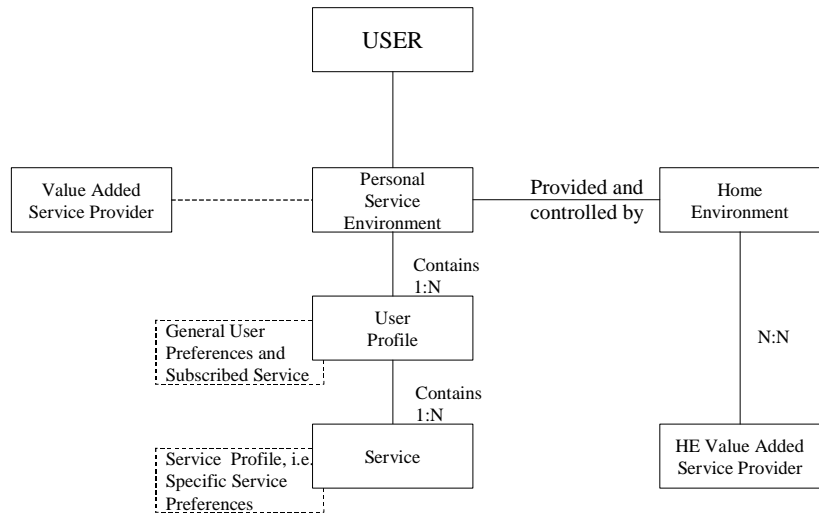 USER
Value Added
Service Provider
Personal
Service
Environment
Provided and
controlled by
Home
Environment
Contains
1:N
User
Profile
General User
Preferences and
Subscribed Service
N:N
Contains
1:N
Service
Service Profile, i.e.
Specific Service
Preferences
HE Value Added
Service Provider